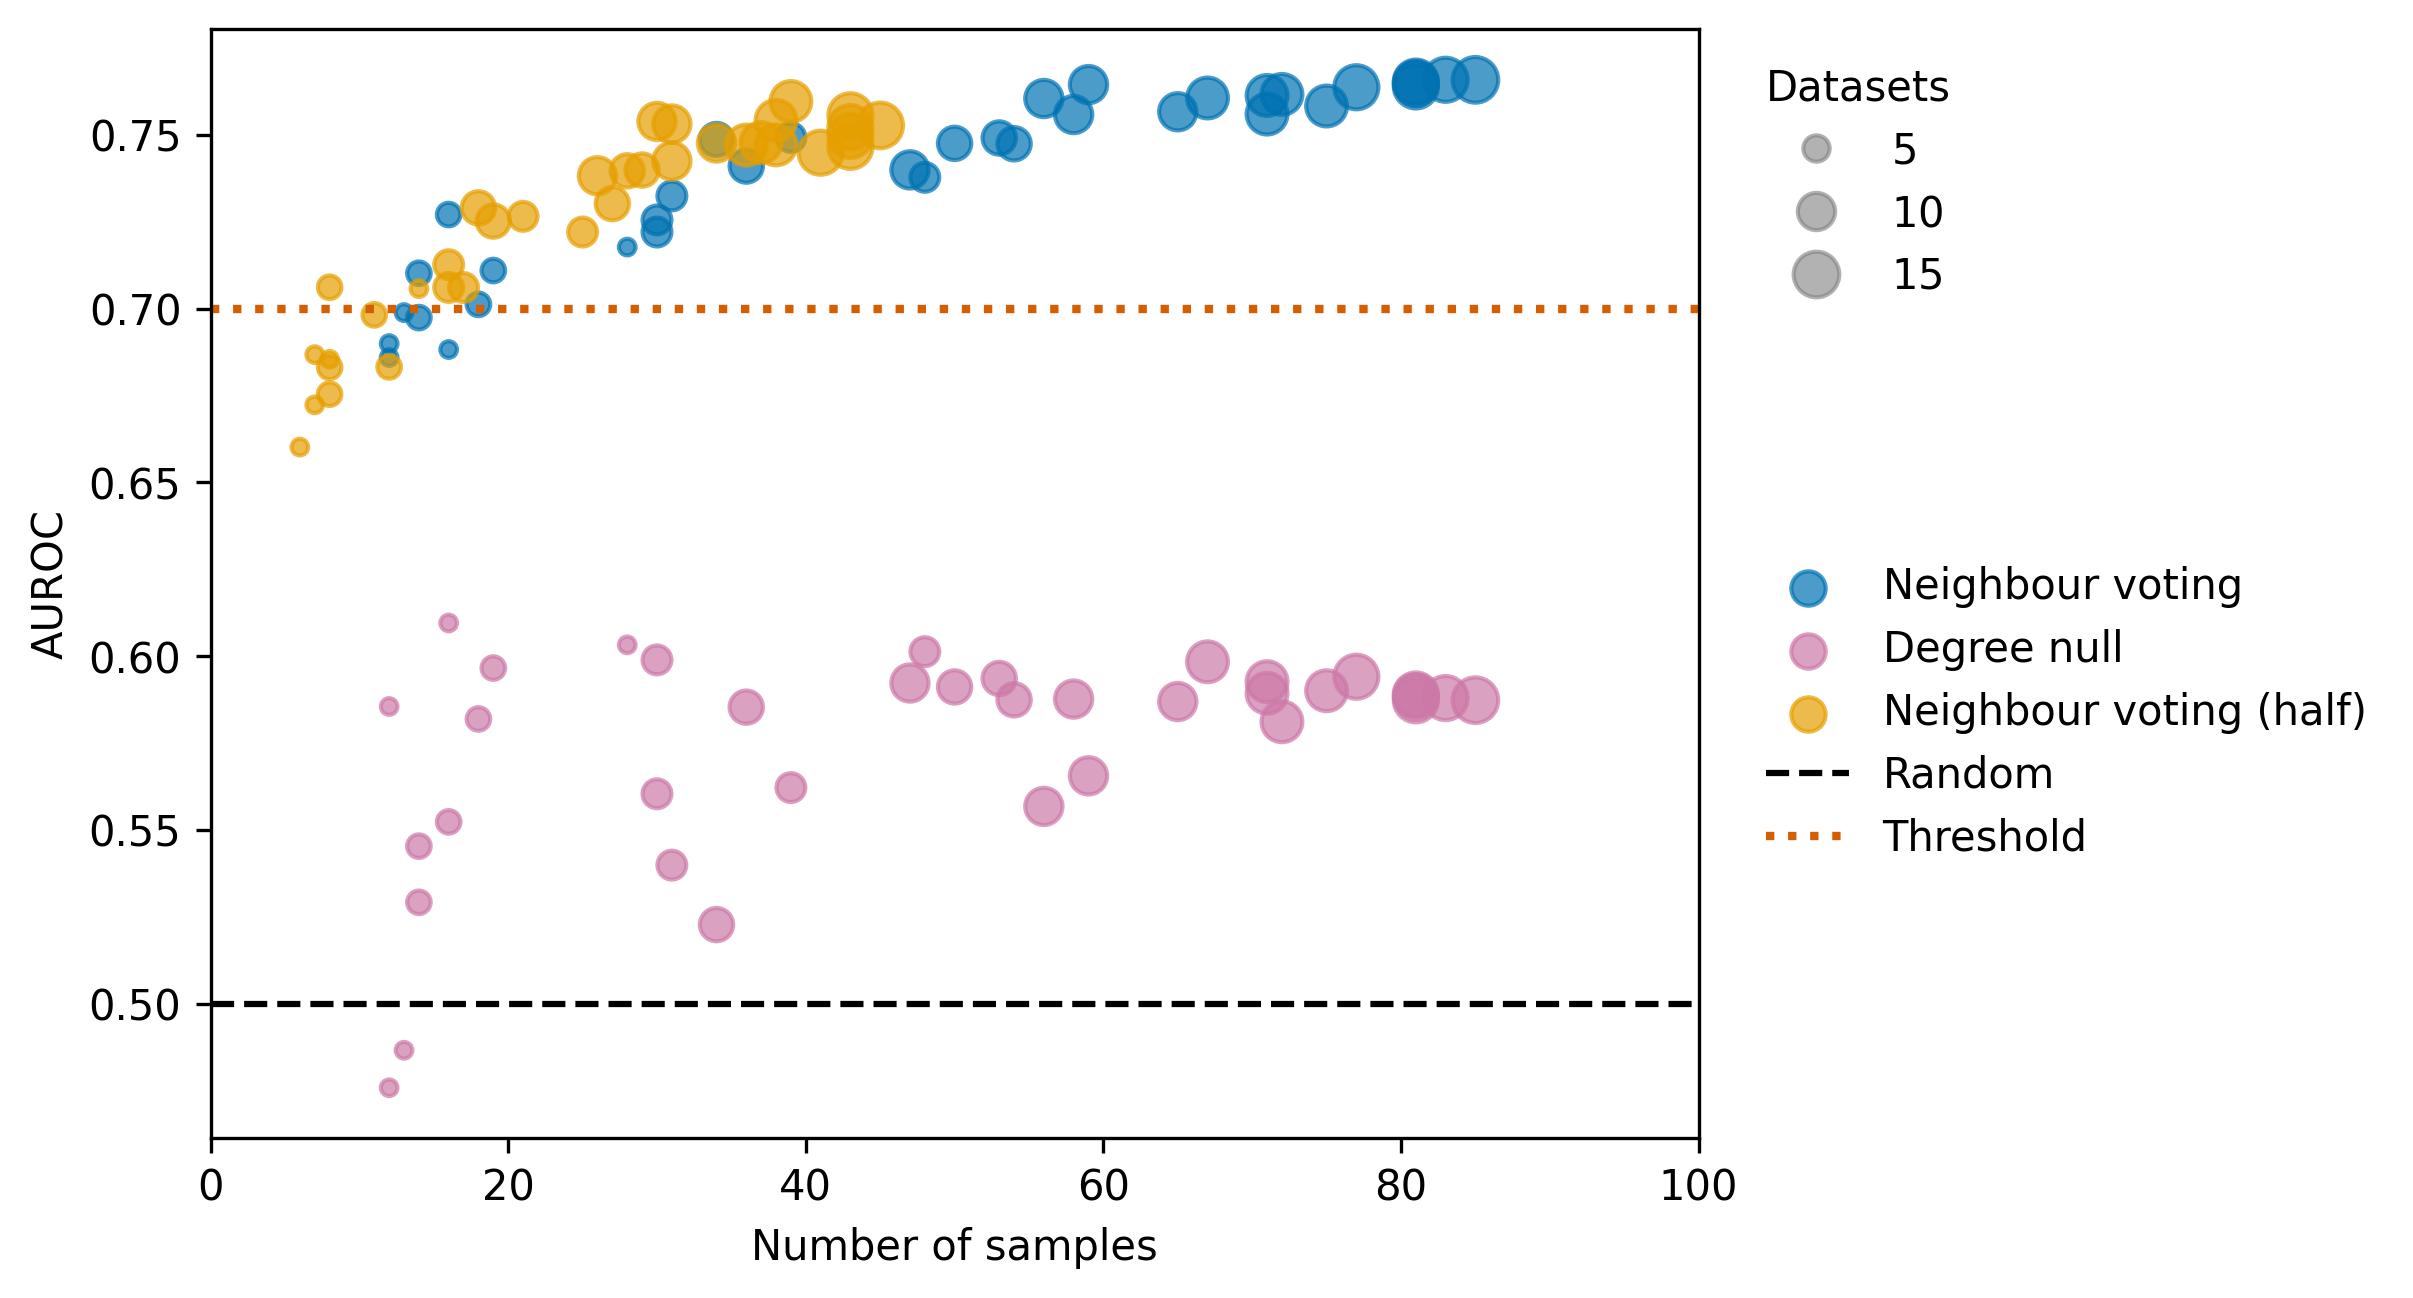 0.75
0.70
0.65
0.60
0.55
0.50
AUROC
0
20
40
60
80
100
Number of samples
Datasets
5
10
15
Neighbour voting
Degree null
Neighbour voting (half)
Random
Threshold